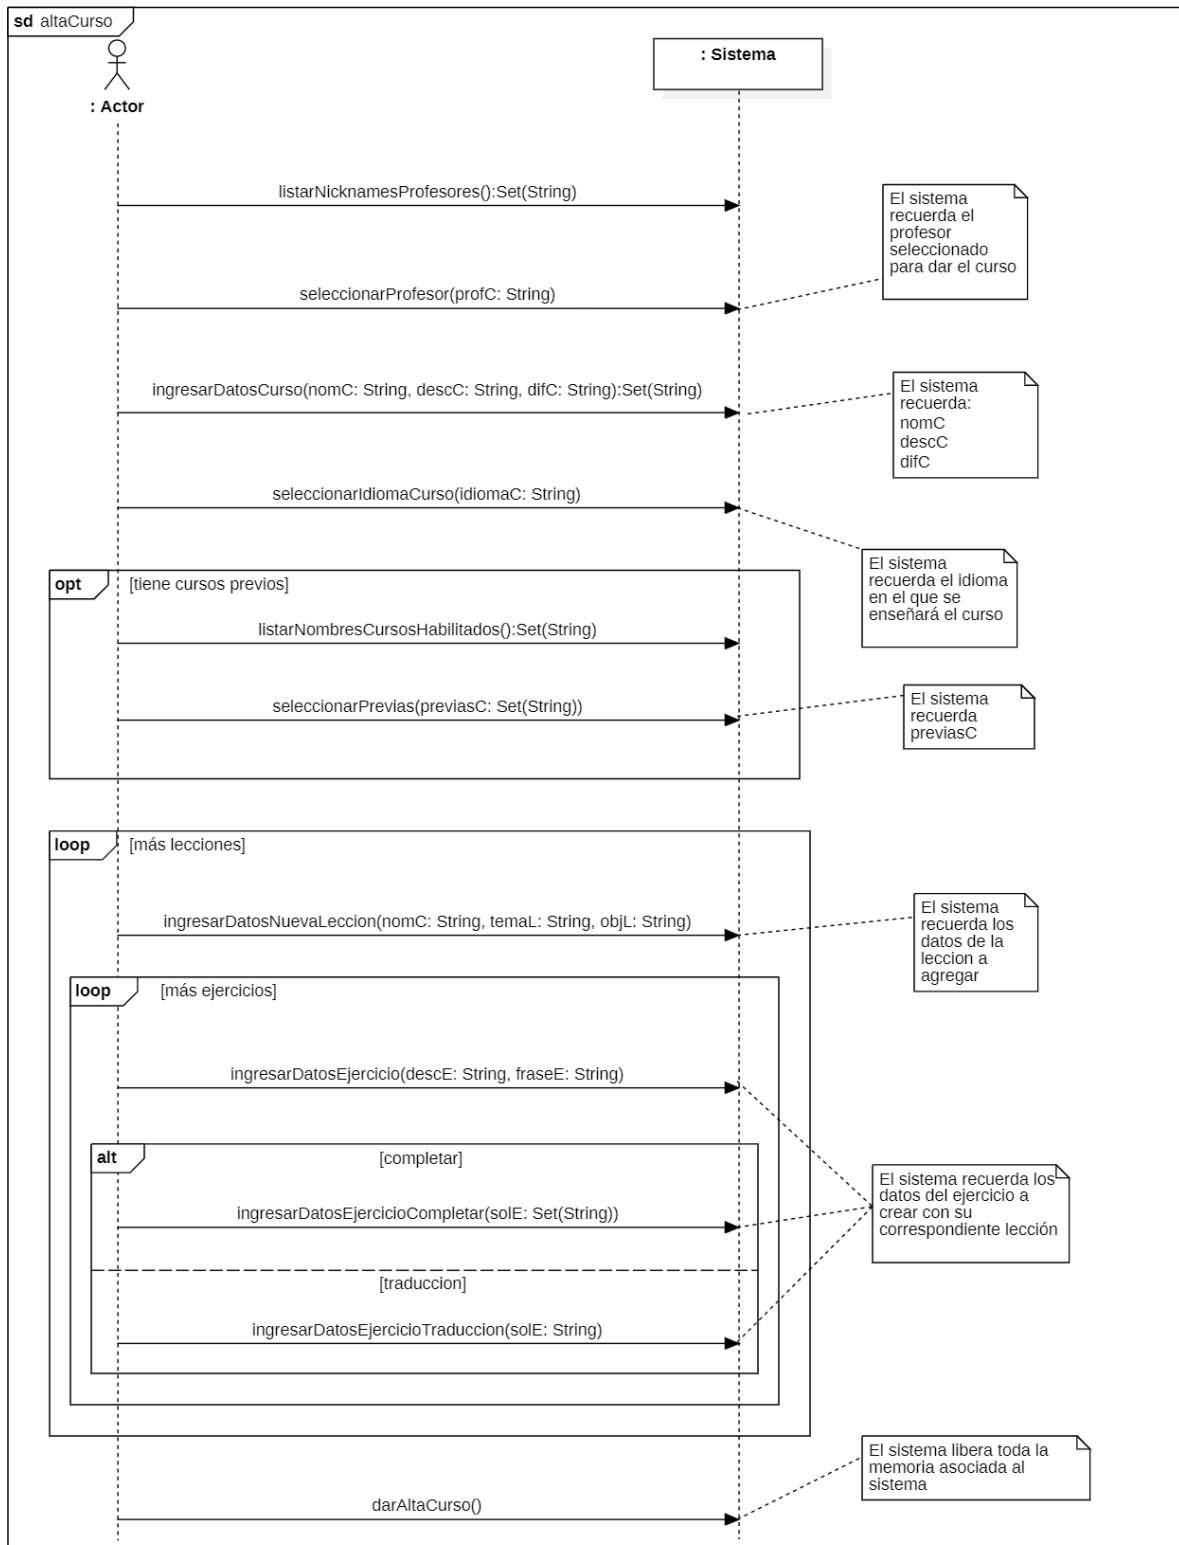 sd altaCurso
: Actor
: Sistema
listarNicknamesProfesores():Set(String)
El sistema
recuerda el
profesor
seleccionado
para dar el curso
seleccionarProfesor(profC: String)
ingresarDatosCurso(nomC: String, descC: String, difC: String):Set(String)
El sistema
recuerda:
nomC
descC
difC
seleccionarIdiomaCurso(idiomaC: String)
El sistema
recuerda el idioma
en el que se
enseñará el curso
opt [tiene cursos previos]
listarNombresCursosHabilitados():Set(String)
seleccionarPrevias(previasC: Set(String))
El sistema
recuerda
previasC
loop [más lecciones]
ingresarDatosNuevaLeccion(nomC: String, temaL: String, objL: String)
El sistema
recuerda los
datos de la
leccion a
agregar
loop [más ejercicios]
ingresarDatosEjercicio(descE: String, fraseE: String)
alt [completar]
ingresarDatosEjercicioCompletar(solE: Set(String))
El sistema recuerda los
datos del ejercicio a
crear con su
correspondiente lección
[traduccion]
ingresarDatosEjercicioTraduccion(solE: String)
El sistema libera toda la
memoria asociada al
sistema
darAltaCurso()